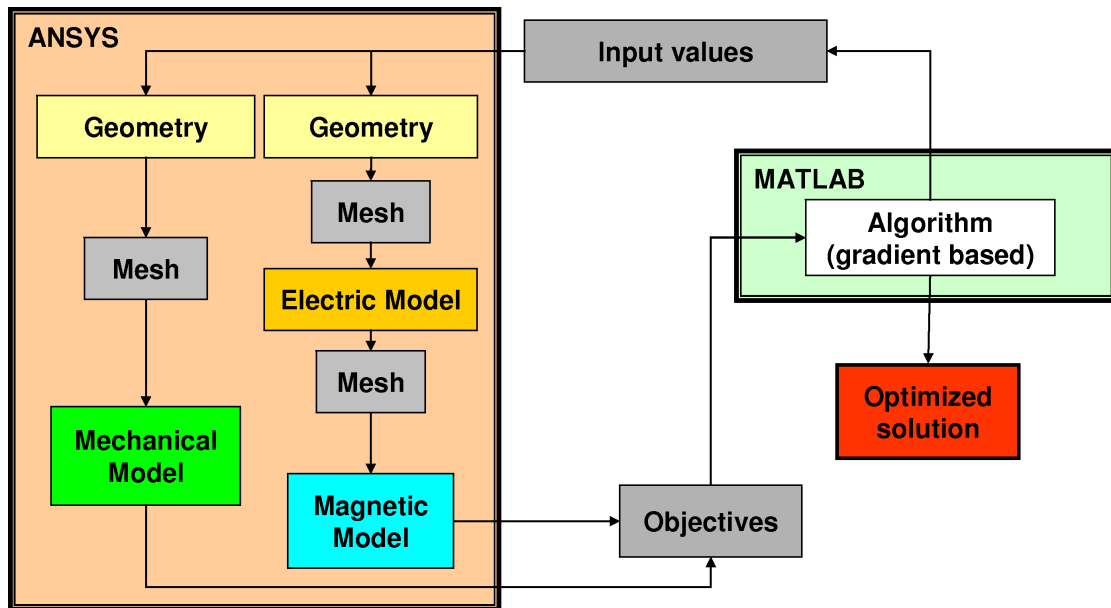 ANSYS
Input values
Geometry
Geometry
MATLAB
Mesh
Algorithm
(gradient based)
Mesh
Electric Model
Mesh
Optimized
solution
Mechanical
Model
Magnetic
Model
Objectives